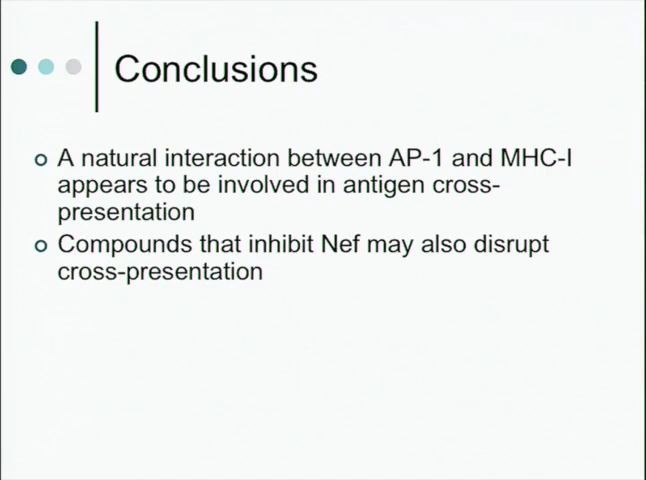 Conclusions
A natural interaction between AP-1 and MHC-I
appears to be involved in antigen cross-
presentation
Compounds that inhibit Nef may also disrupt
cross-presentation